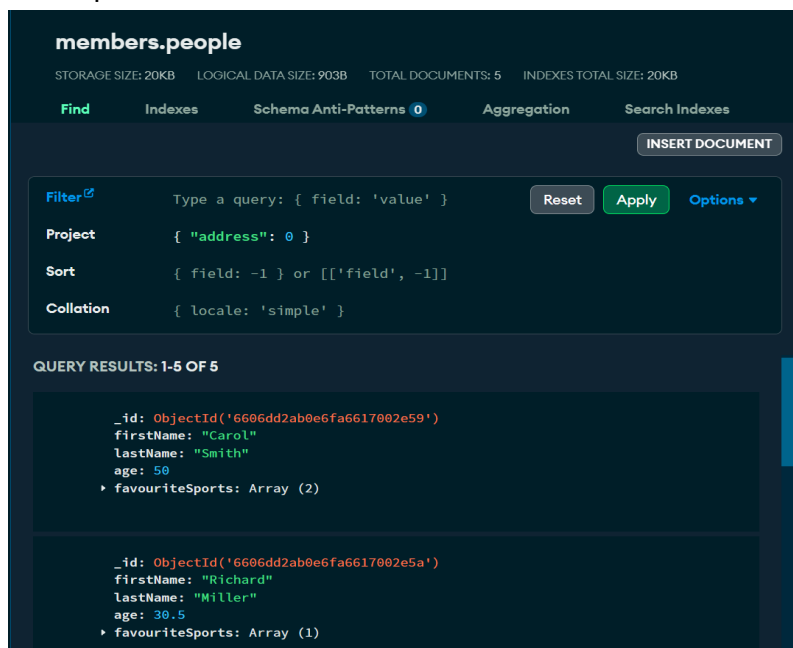 members.people
STORAGE SIZE: 20KB LOGICAL DATA SIZE: 903B TOTAL DOCUMENTS: 5 INDEXES TOTAL SIZE: 20KB
Find Indexes Schema Anti-Patterns 0 Aggregation Search Indexes
INSERT DOCUMENT
Filter Type a query: { field: 'value' } Reset Apply Options
Project { "address": 0 }
Sort { field: -1 } or [['field', -1]]
Collation { locale: 'simple' }
QUERY RESULTS: 1-5 OF 5
_id: ObjectId('6606dd2ab0e6fa6617002e59')
firstName: "Carol"
lastName: "Smith"
age: 50
favouriteSports: Array (2)
_id: ObjectId('6606dd2ab0e6fa6617002e5a')
firstName: "Richard"
lastName: "Miller"
age: 30.5
favouriteSports: Array (1)